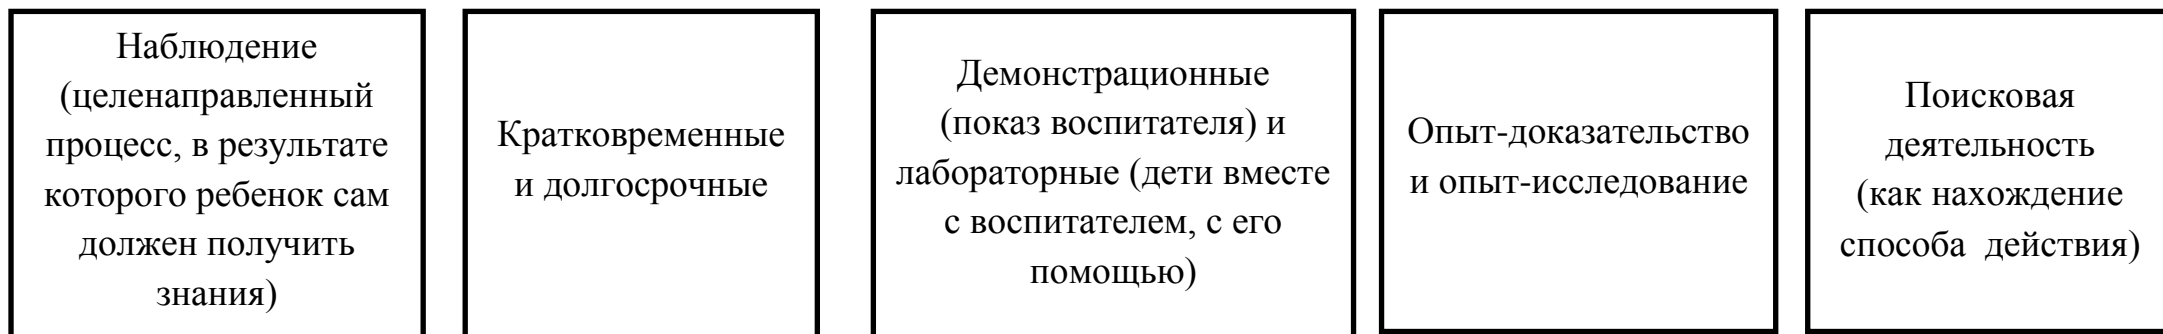 Наблюдение
(целенаправленный
процесс, в результате
которого ребенок сам
должен получить
знания)
Кратковременные
и долгосрочные
Демонстрационные
(показ воспитателя) и
лабораторные (дети вместе
с воспитателем, с его
помощью)
Опыт-доказательство
и опыт-исследование
Поисковая
деятельность
(как нахождение
способа действия)